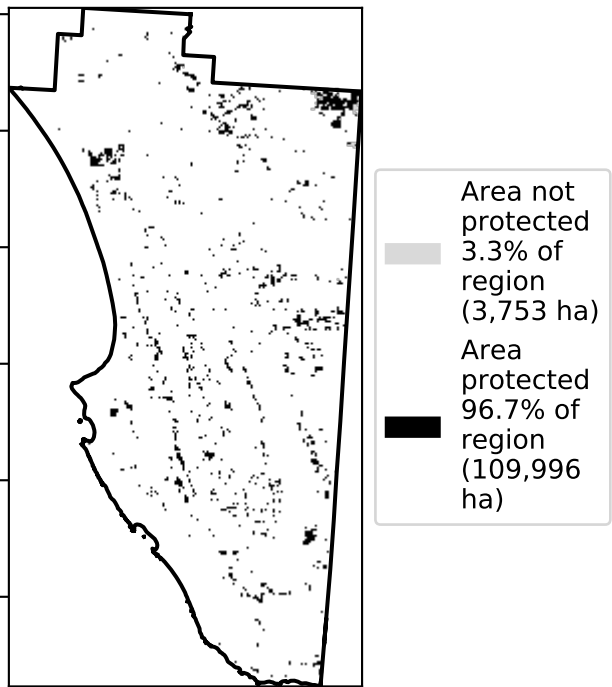 Area not
protected
3.3% of
region
(3,753 ha)
Area
protected
96.7% of
region
(109,996
ha)